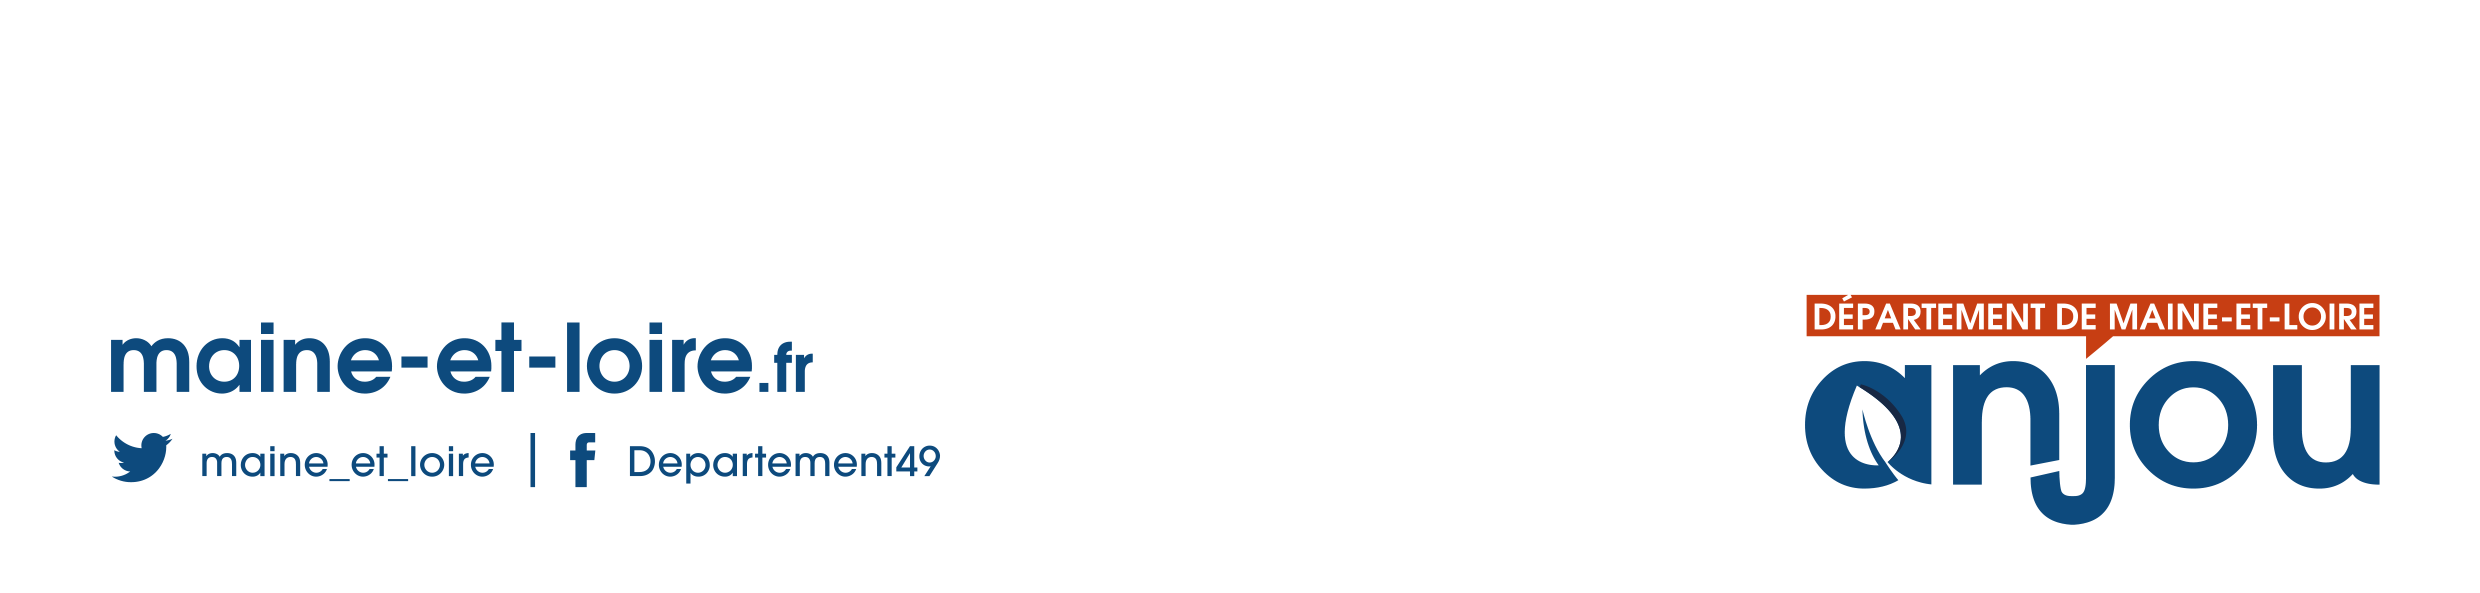 maine-et-loire.fr
maine_et_loire | Departement49
DÉPARTEMENT DE MAINE-ET-LOIRE
anjou